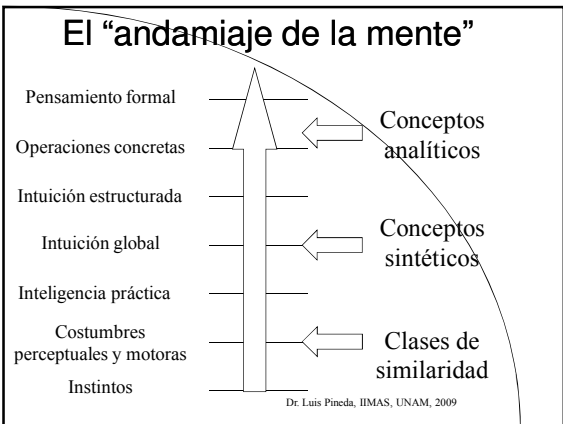 El “andamiaje de la mente”
Pensamiento formal
Operaciones concretas
Intuición estructurada
Intuición global
Inteligencia práctica
Costumbres
perceptuales y motoras
Instintos
Conceptos
analíticos
Conceptos
sintéticos
Clases de
similaridad
Dr. Luis Pineda, IIMAS, UNAM, 2009